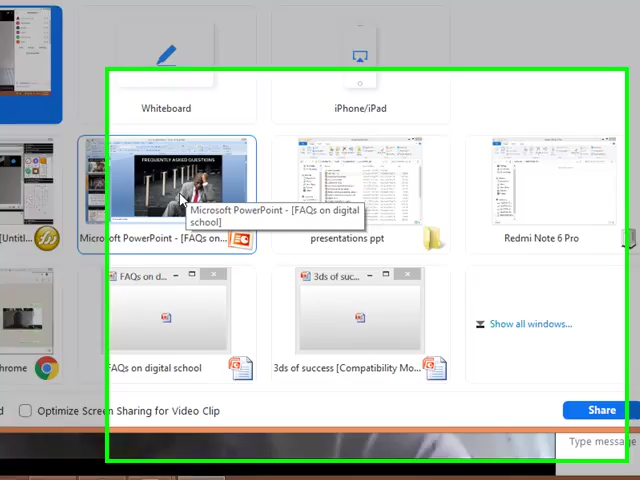 Whiteboard
iPhone/iPad
FREQUENTLY ASKED QUESTIONS
[Untitl...
Microsoft PowerPoint - [FAQs on...
Microsoft PowerPoint - [FAQs on digital
school]
presentations ppt
Redmi Note 6 Pro
FAQs on d...
3ds of succ...
Show all windows...
hrome
FAQs on digital school
3ds of success [Compatibility Mo...
d
Optimize Screen Sharing for Video Clip
Share
Type message